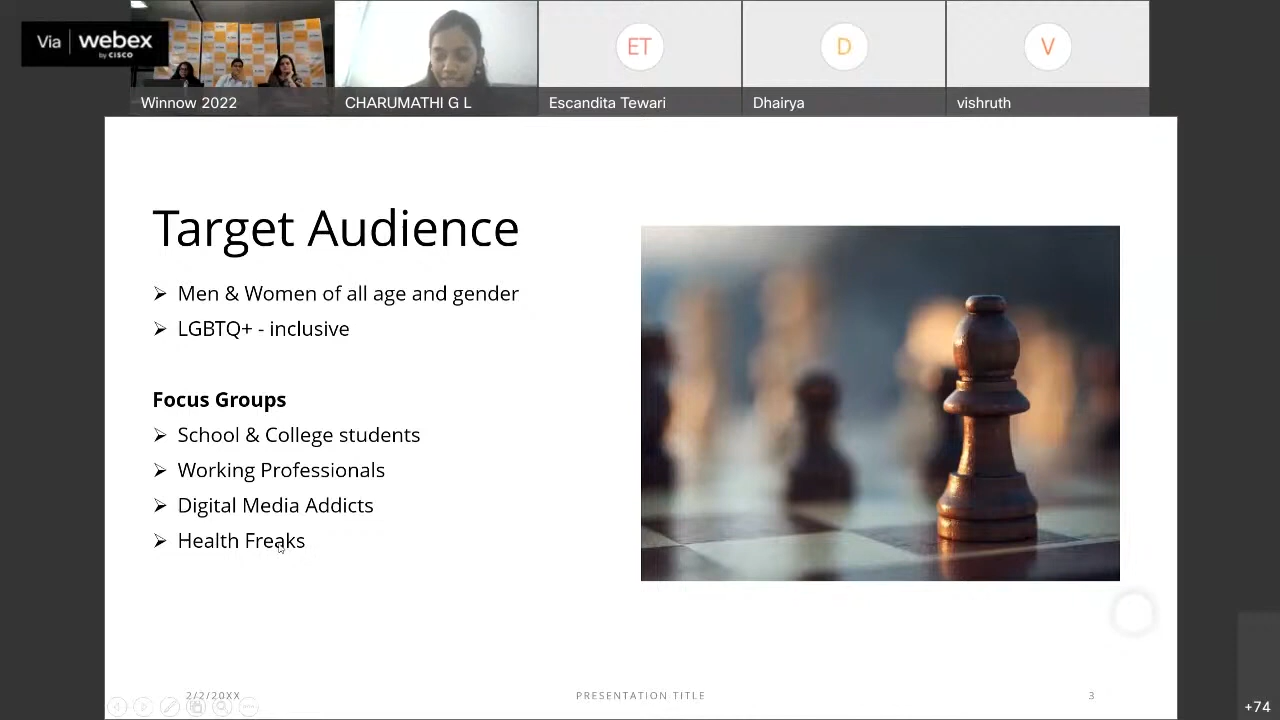 Via webex
by CISCO
Winnow 2022
CHARUMATHI G L
ET
Escandita Tewari
D
Dhairya
V
vishruth
Target Audience
➢ Men & Women of all age and gender
➢ LGBTQ+ - inclusive
Focus Groups
➢ School & College students
➢ Working Professionals
➢ Digital Media Addicts
➢ Health Freaks
2/2/20XX
PRESENTATION TITLE
3
+74